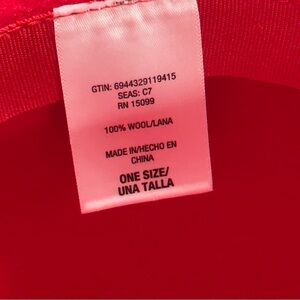 GTIN: 6944329119415
SEAS: C7
RN 15099
100% WOOL/LANA
MADE IN/HECHO EN
CHINA
ONE SIZE/
UNA TALLA